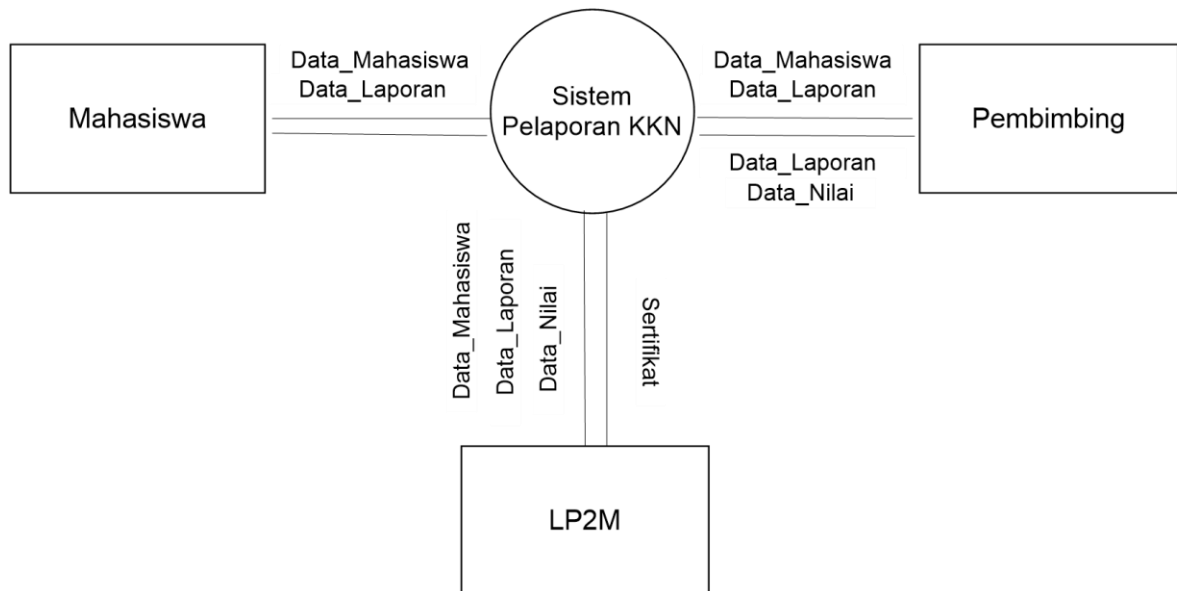 Mahasiswa
Data_Mahasiswa
Data_Laporan
Sistem
Pelaporan KKN
Data_Mahasiswa
Data_Laporan
Data_Laporan
Data_Nilai
Pembimbing
Data_Mahasiswa
Data_Laporan
Data_Nilai
Sertifikat
LP2M